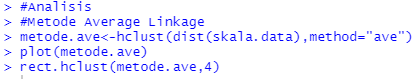 > #Analisis
> #Metode Average Linkage
> metode.ave<-hclust(dist(skala.data),method="ave")
> plot(metode.ave)
> rect.hclust(metode.ave,4)